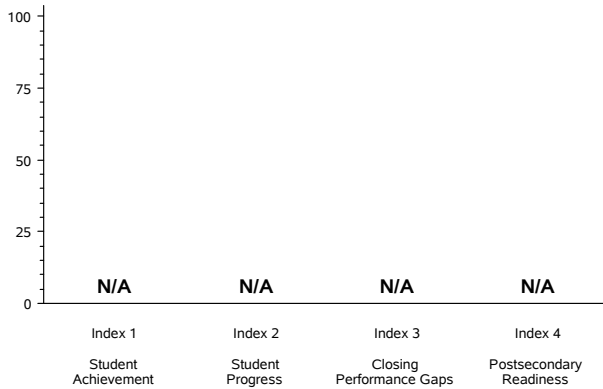 100
75
50
25
0
N/A N/A N/A N/A
Index 1 Index 2 Index 3 Index 4
Student Student Closing Postsecondary
Achievement Progress Performance Gaps Readiness